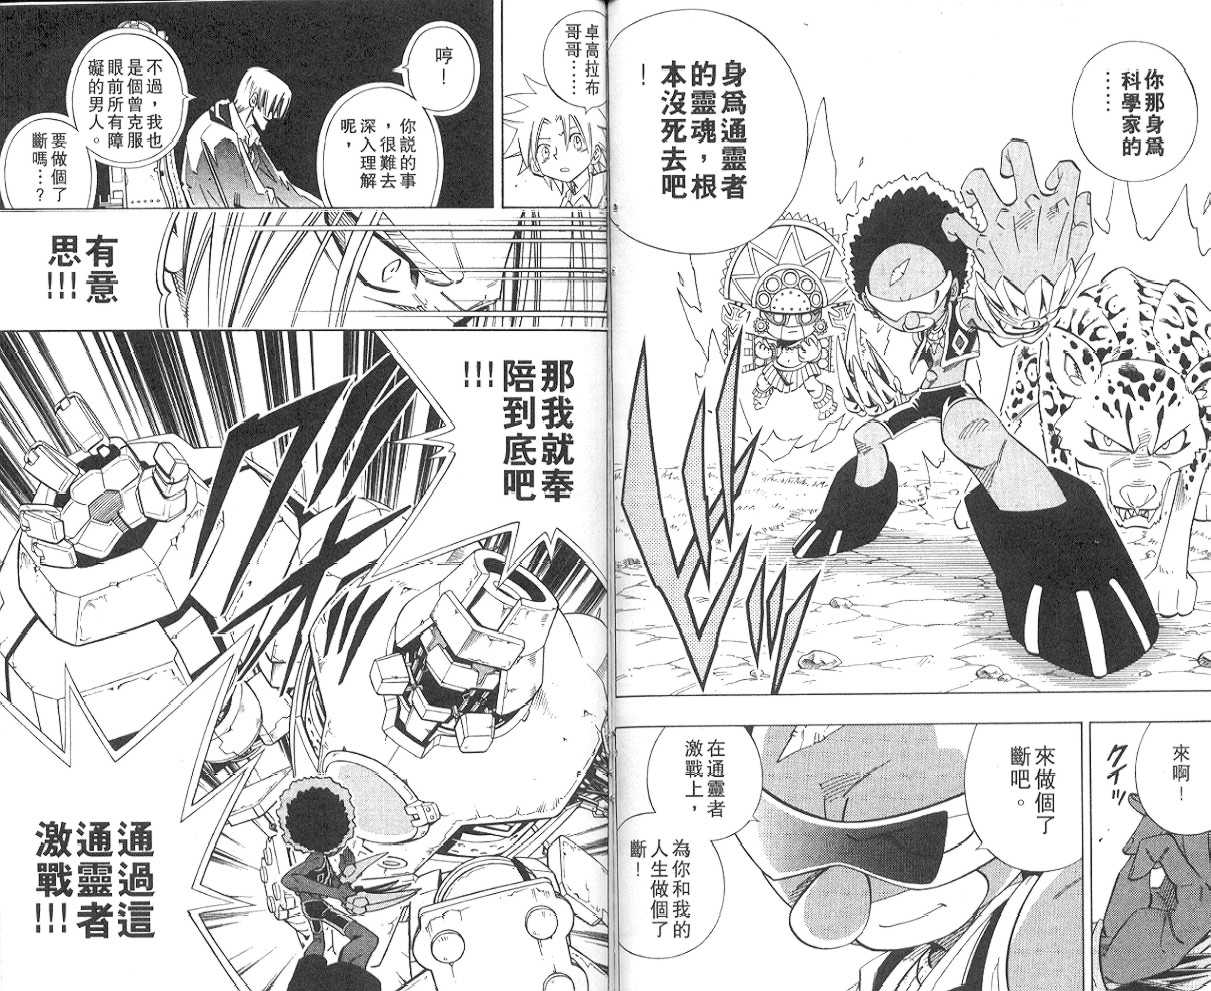 你那身為
科學家的
……
身為通靈者
的靈魂，根
本沒死去吧
！
來啊！
クイッ
來做個了
斷吧。
在通靈者
激戰上，
為你和我的
人生做個了
斷！
卓高拉布
哥哥……
哼！
你說的事
，很難去
深入理解
呢，
不過，我也
是個曾克服
眼前所有障
礙的男人。
要做個了
斷嗎…？
有意
思!!!
那我就奉
陪到底吧
!!!
通過這
通靈者
激戰!!!